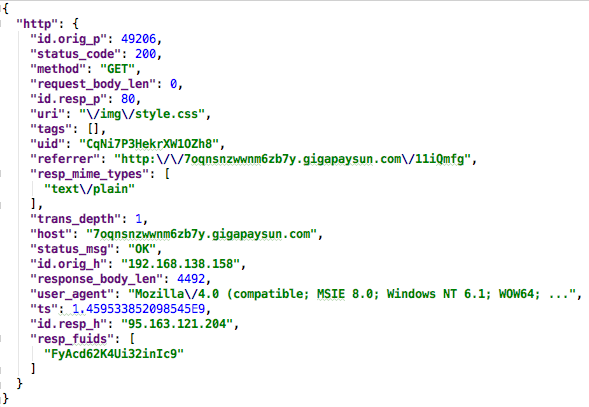 {
"http": {
"id.orig_p": 49206,
"status_code": 200,
"method": "GET",
"request_body_len": 0,
"id.resp_p": 80,
"uri": "\/img\/style.css",
"tags": [],
"uid": "CqNi7P3HekrXW1OZh8",
"referrer": "http:\/\/7oqnsnzwwnm6zb7y.gigapaysun.com\/11iQmfg",
"resp_mime_types": [
"text\/plain"
],
"trans_depth": 1,
"host": "7oqnsnzwwnm6zb7y.gigapaysun.com",
"status_msg": "OK",
"id.orig_h": "192.168.138.158",
"response_body_len": 4492,
"user_agent": "Mozilla\/4.0 (compatible; MSIE 8.0; Windows NT 6.1; WOW64; ...",
"ts": 1.459533852098545E9,
"id.resp_h": "95.163.121.204",
"resp_fuids": [
"FyAcd62K4Ui32inIc9"
]
}
}